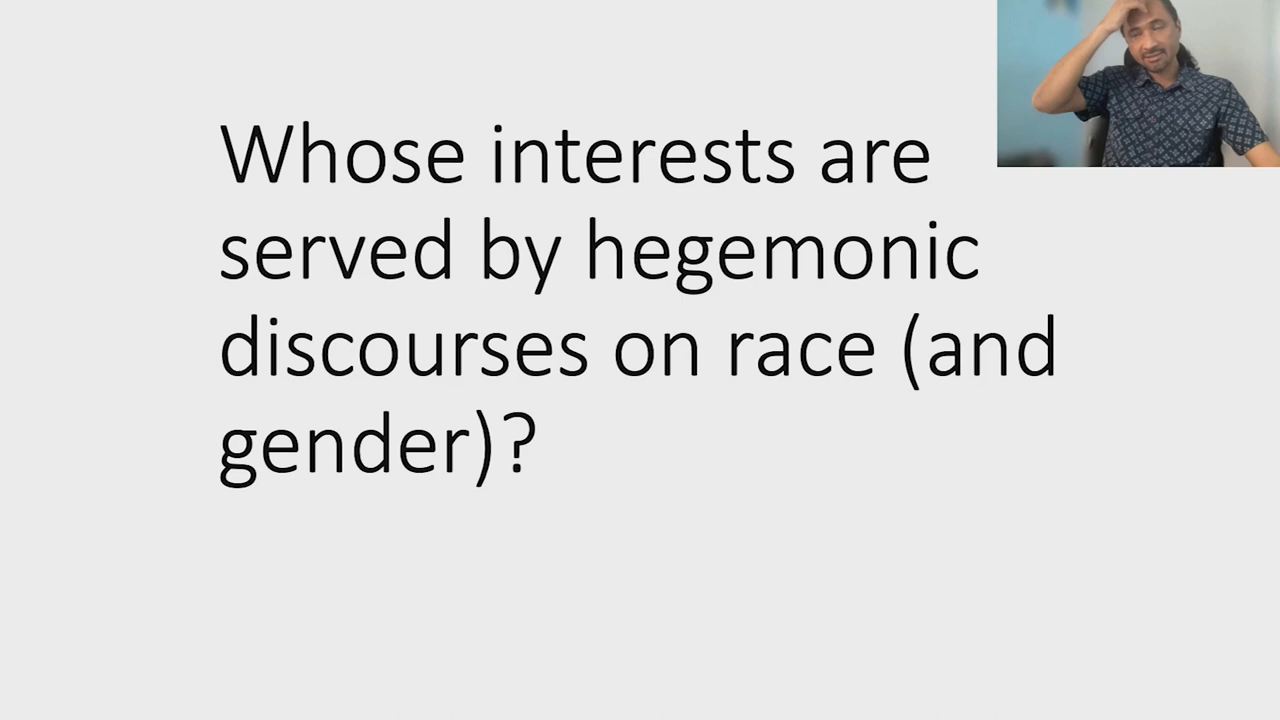 Whose interests are
served by hegemonic
discourses on race (and
gender)?